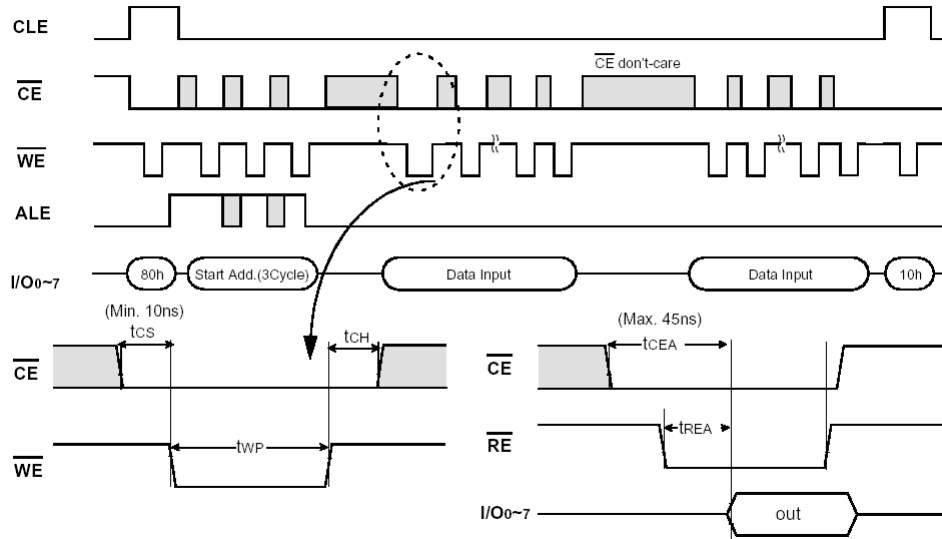 CLE
CE don't-care
CE
WE
ALE
I/O0~7 80h Start Add.(3Cycle) Data Input Data Input 10h
(Min. 10ns)
tCS tCH
CE
tWP
WE
(Max. 45ns)
tCEA
CE
tREA
RE
I/O0~7 out